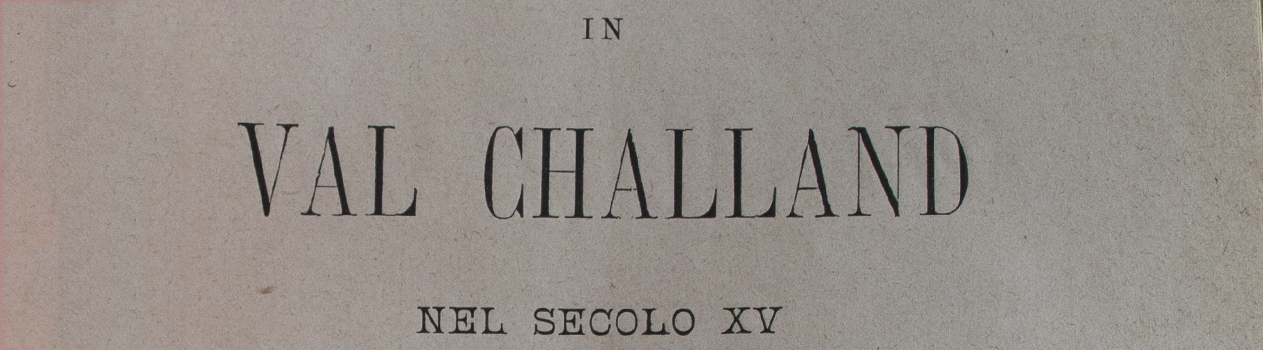 IN
VAL CHALLAND
NEL SECOLO XV